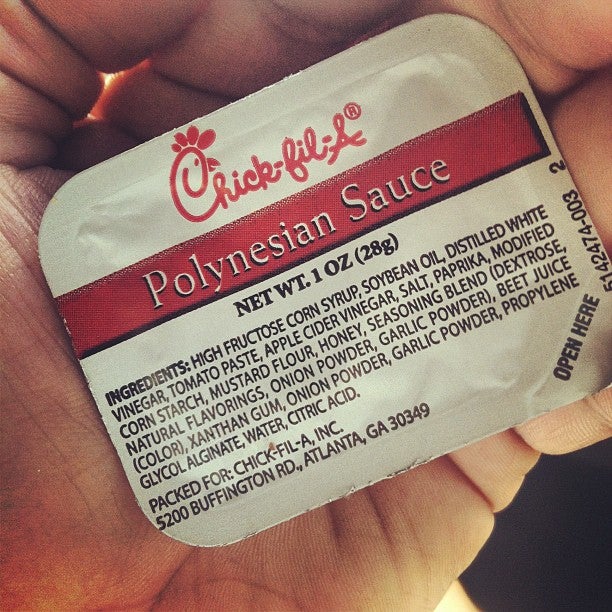 Chick-fil-A®
Polynesian Sauce
NET WT. 1 OZ (28g)
INGREDIENTS: HIGH FRUCTOSE CORN SYRUP, SOYBEAN OIL, DISTILLED WHITE
VINEGAR, TOMATO PASTE, APPLE CIDER VINEGAR, SALT, PAPRIKA, MODIFIED
CORN STARCH, MUSTARD FLOUR, HONEY, SEASONING BLEND (DEXTROSE,
NATURAL FLAVORINGS, ONION POWDER, GARLIC POWDER), BEET JUICE
(COLOR), XANTHAN GUM, ONION POWDER, GARLIC POWDER, PROPYLENE
GLYCOL ALGINATE, WATER, CITRIC ACID.
PACKED FOR: CHICK-FIL-A, INC.
5200 BUFFINGTON RD., ATLANTA, GA 30349
OPEN HERE
5142474-003 2